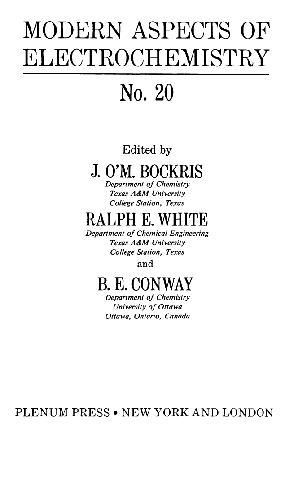 MODERN ASPECTS OF
ELECTROCHEMISTRY
No. 20
Edited by
J. O'M. BOCKRIS
Department of Chemistry
Texas A&M University
College Station, Texas
RALPH E. WHITE
Department of Chemical Engineering
Texas A&M University
College Station, Texas
and
B. E. CONWAY
Department of Chemistry
University of Ottawa
Ottawa, Ontario, Canada
PLENUM PRESS • NEW YORK AND LONDON